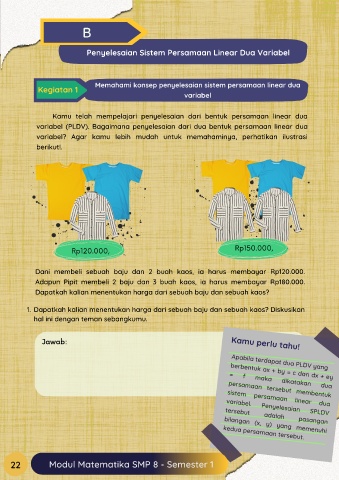 B
Penyelesaian Sistem Persamaan Linear Dua Variabel
Kegiatan 1
Memahami konsep penyelesaian sistem persamaan linear dua
variabel
Kamu telah mempelajari penyelesaian dari bentuk persamaan linear dua
variabel (PLDV). Bagaimana penyelesaian dari dua bentuk persamaan linear dua
variabel? Agar kamu lebih mudah untuk memahaminya, perhatikan ilustrasi
berikut!.
Rp120.000,
Rp150.000,
Dani membeli sebuah baju dan 2 buah kaos, ia harus membayar Rp120.000.
Adapun Pipit membeli 2 baju dan 3 buah kaos, ia harus membayar Rp180.000.
Dapatkah kalian menentukan harga dari sebuah baju dan sebuah kaos?
1. Dapatkah kalian menentukan harga dari sebuah baju dan sebuah kaos? Diskusikan
hal ini dengan teman sebangkumu.
Jawab:
Kamu perlu tahu!
Apabila terdapat dua PLDV yang
berbentuk ax + by = c dan dx + ey
= f maka dikatakan dua
persamaan tersebut membentuk
sistem persamaan linear dua
variabel. Penyelesaian SPLDV
tersebut adalah pasangan
bilangan (x, y) yang memenuhi
kedua persamaan tersebut.
22
Modul Matematika SMP 8 - Semester 1